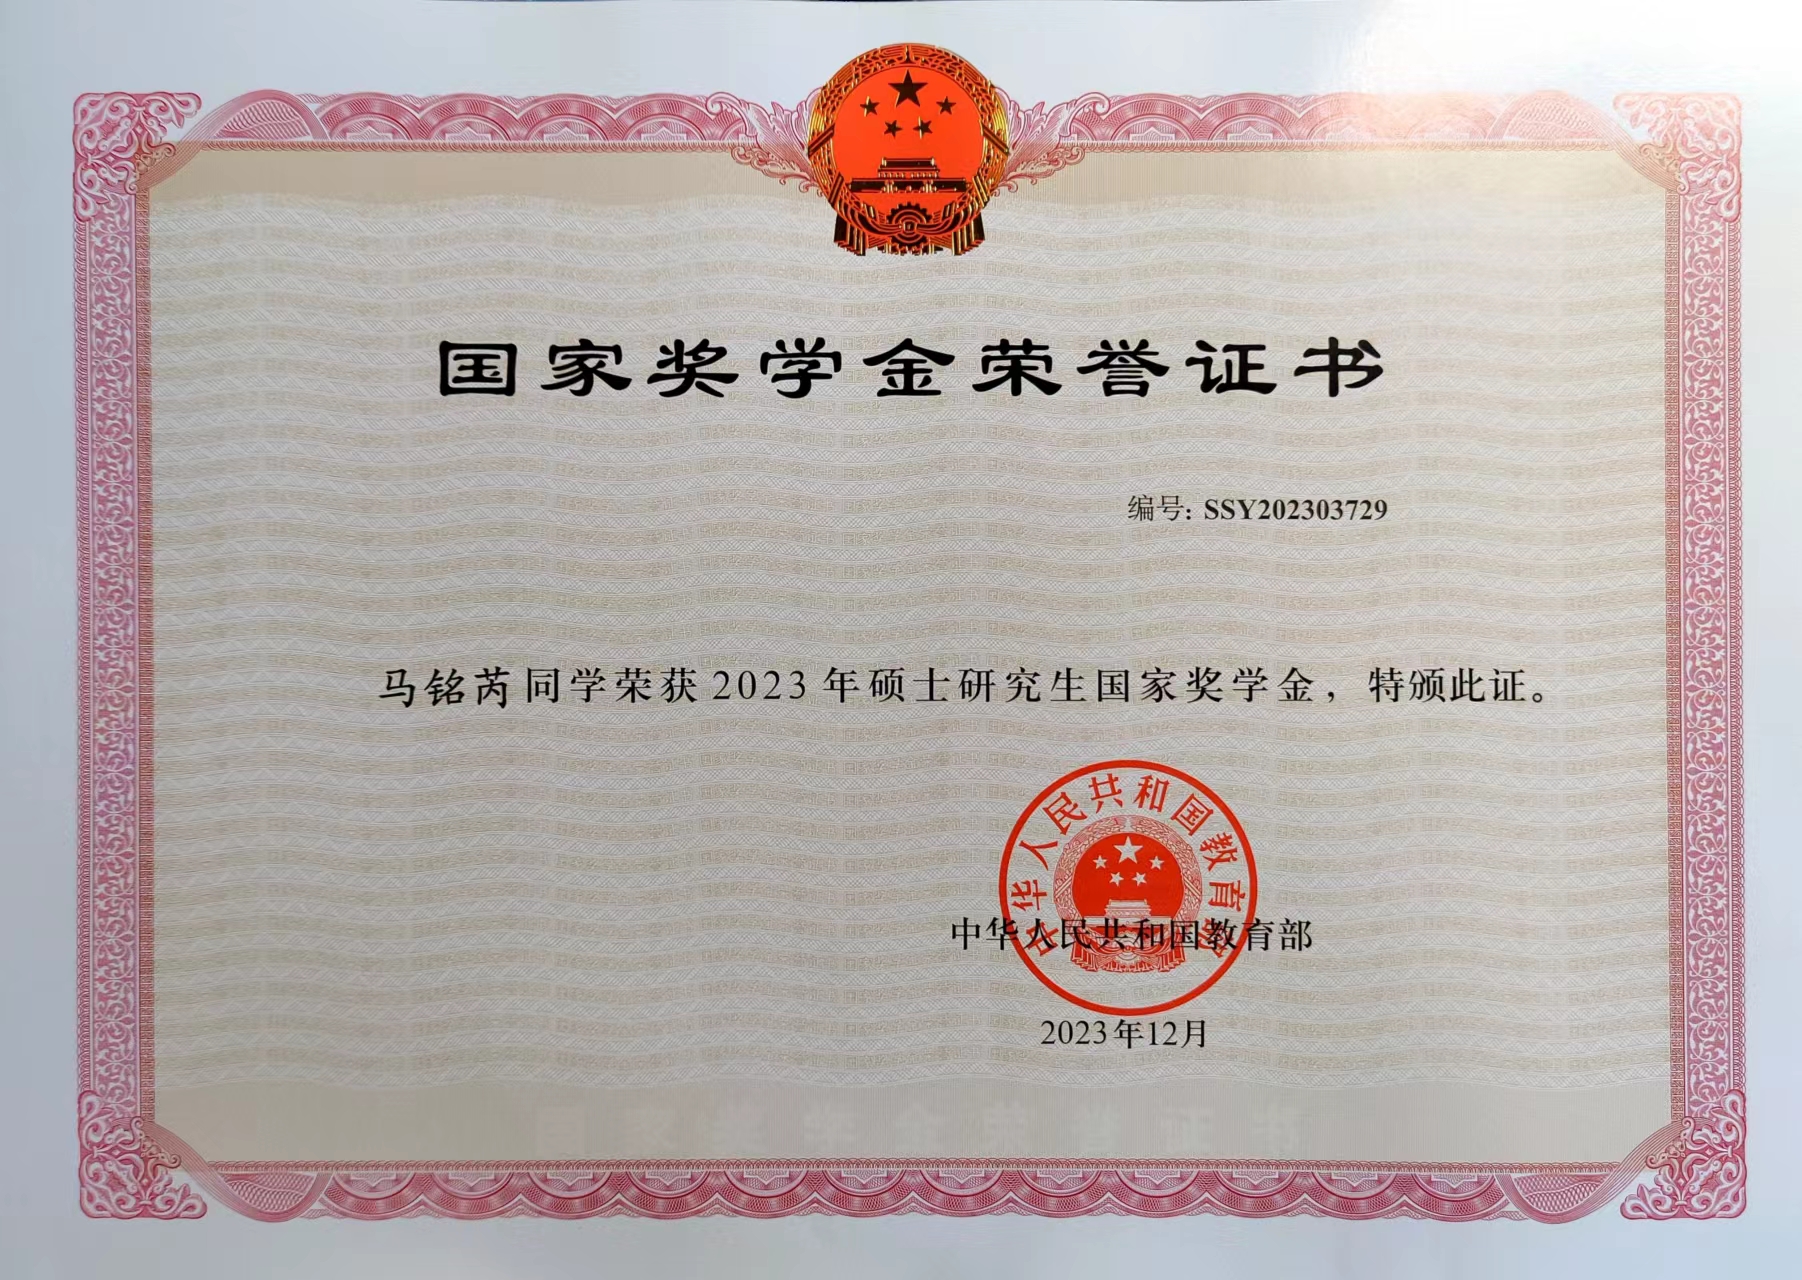 国家奖学金荣誉证书
编号: SSY202303729
马铭芮同学荣获2023年硕士研究生国家奖学金，特颁此证。
中华人民共和国教育部
中华人民共和国教育部
2023年12月
国家奖学金荣誉证书